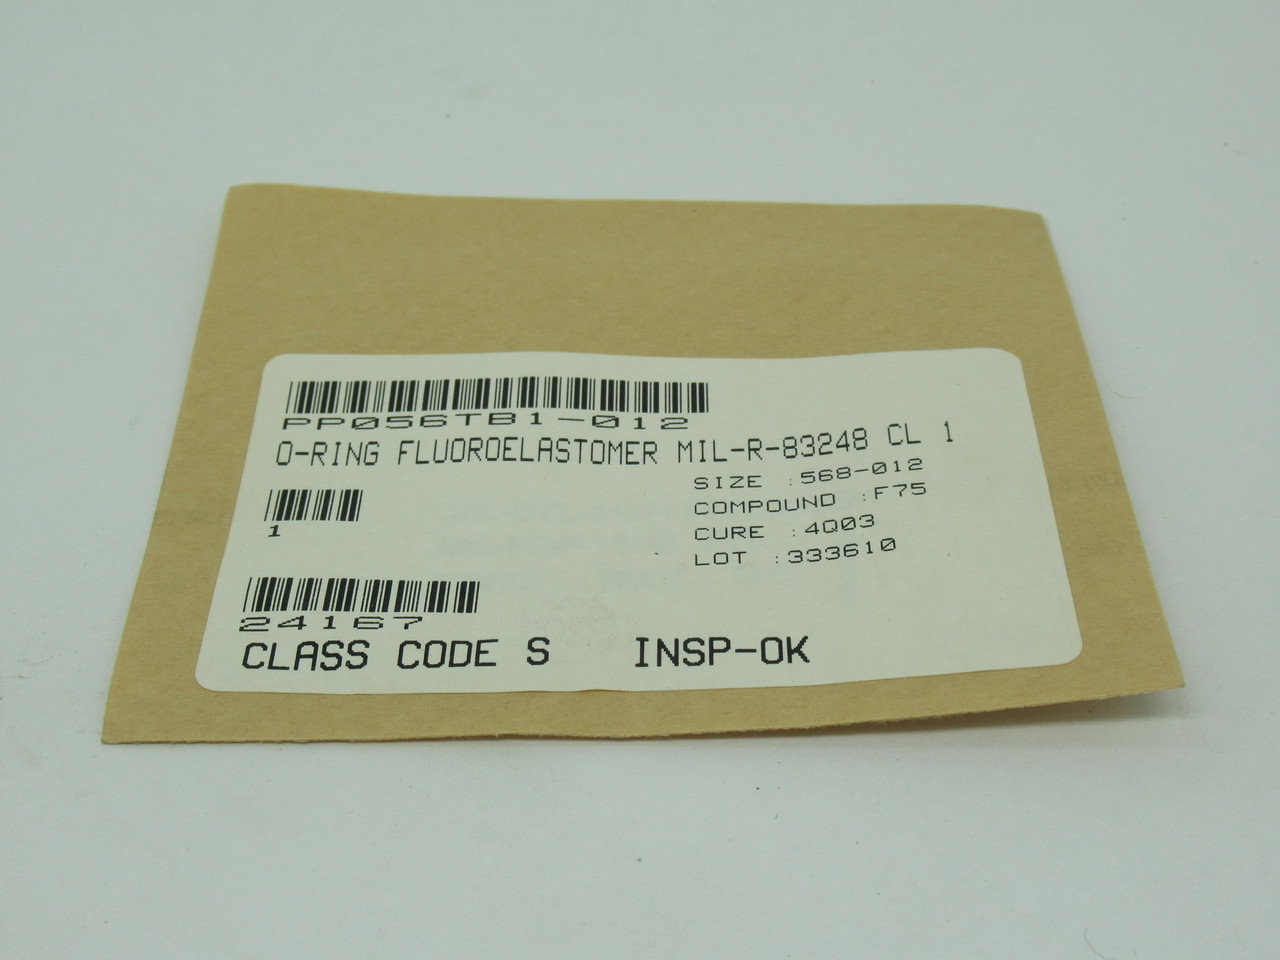 PP056TB1-012
O-RING FLUOROELASTOMER MIL-R-83248 CL 1
SIZE :568-012
COMPOUND :F75
1
CURE :4Q03
LOT :333610
24167
CLASS CODE S INSP-OK